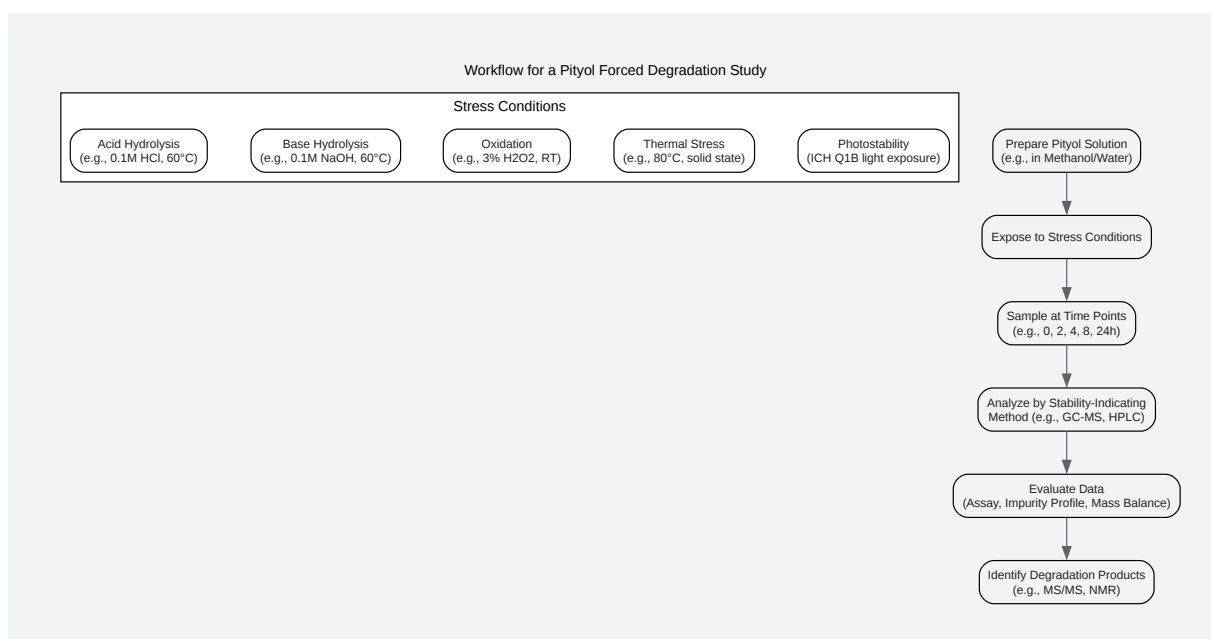 Workflow for a Pityol Forced Degradation Study
Stress Conditions
Acid Hydrolysis
(e.g., 0.1M HCl, 60°C)
Base Hydrolysis
(e.g., 0.1M NaOH, 60°C)
Oxidation
(e.g., 3% H2O2, RT)
Thermal Stress
(e.g., 80°C, solid state)
Photostability
(ICH Q1B light exposure)
Prepare Pityol Solution
(e.g., in Methanol/Water)
Expose to Stress Conditions
Sample at Time Points
(e.g., 0, 2, 4, 8, 24h)
Analyze by Stability-Indicating
Method (e.g., GC-MS, HPLC)
Evaluate Data
(Assay, Impurity Profile, Mass Balance)
Identify Degradation Products
(e.g., MS/MS, NMR)